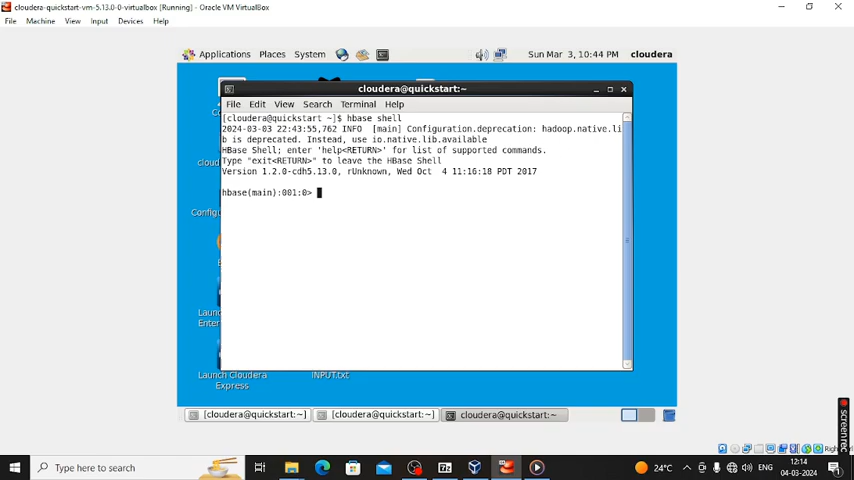 cloudera-quickstart-vm-5.13.0-0-virtualbox [Running] - Oracle VM VirtualBox
File Machine View Input Devices Help
Applications Places System Sun Mar 3, 10:44 PM cloudera
cloudera@quickstart:~
File Edit View Search Terminal Help
[cloudera@quickstart ~]$ hbase shell
2024-03-03 22:43:55,762 INFO [main] Configuration.deprecation: hadoop.native.li
b is deprecated. Instead, use io.native.lib.available
HBase Shell; enter 'help<RETURN>' for list of supported commands.
Type "exit<RETURN>" to leave the HBase Shell
Version 1.2.0-cdh5.13.0, rUnknown, Wed Oct 4 11:16:18 PDT 2017
hbase(main):001:0>
Launch Cloudera
Express
INPUT.txt
[cloudera@quickstart:~] [cloudera@quickstart:~] cloudera@quickstart:~
screentec
Type here to search
24°C
ENG
12:14
04-03-2024